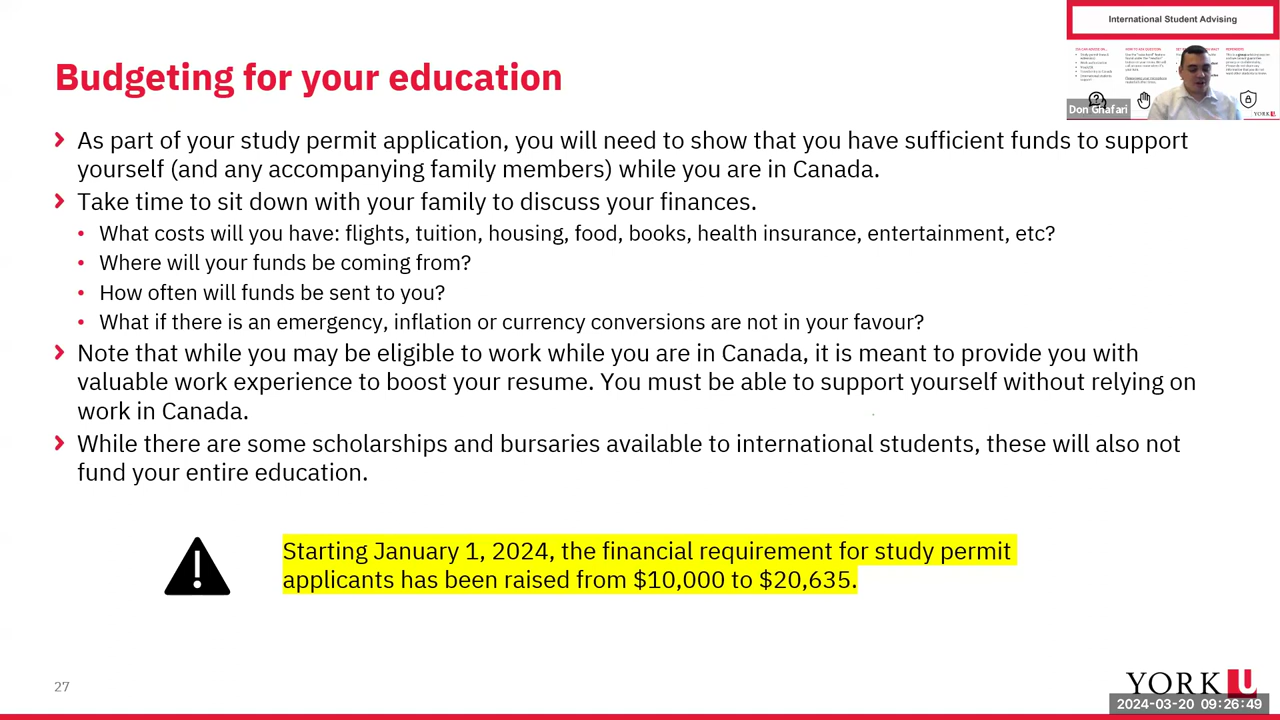 International Student Advising
Budgeting for your education
Don Ghafari
YORK U
As part of your study permit application, you will need to show that you have sufficient funds to support
yourself (and any accompanying family members) while you are in Canada.
Take time to sit down with your family to discuss your finances.
What costs will you have: flights, tuition, housing, food, books, health insurance, entertainment, etc?
Where will your funds be coming from?
How often will funds be sent to you?
What if there is an emergency, inflation or currency conversions are not in your favour?
Note that while you may be eligible to work while you are in Canada, it is meant to provide you with
valuable work experience to boost your resume. You must be able to support yourself without relying on
work in Canada.
While there are some scholarships and bursaries available to international students, these will also not
fund your entire education.
Starting January 1, 2024, the financial requirement for study permit
applicants has been raised from $10,000 to $20,635.
27
YORK U
2024-03-20 09:26:49